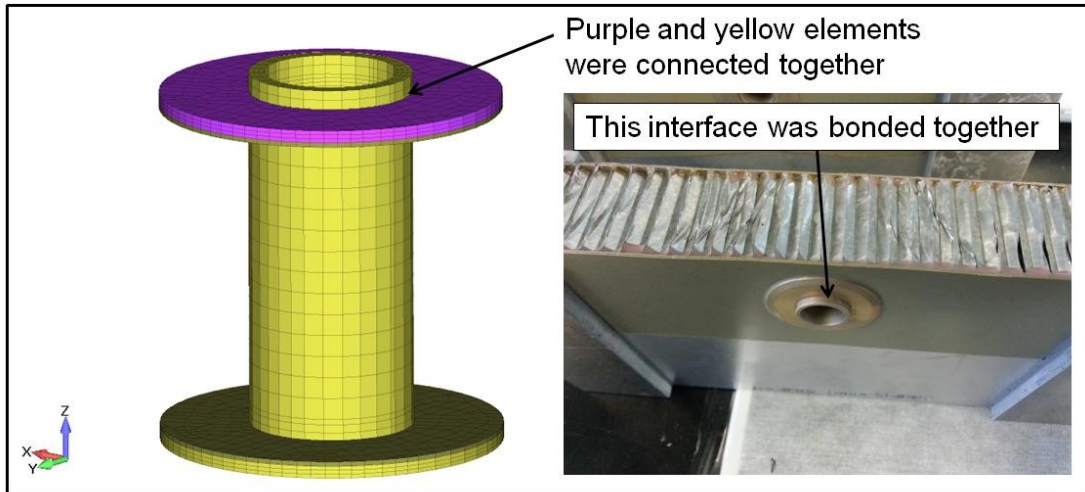 Purple and yellow elements
were connected together
This interface was bonded together
Z
X
Y